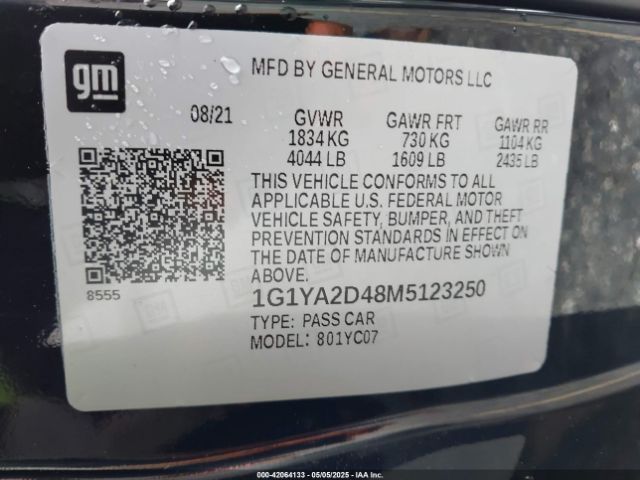 gm
MFD BY GENERAL MOTORS LLC
08/21 GVWR GAWR FRT GAWR RR
1834 KG 730 KG 1104 KG
4044 LB 1609 LB 2435 LB
THIS VEHICLE CONFORMS TO ALL
APPLICABLE U.S. FEDERAL MOTOR
VEHICLE SAFETY, BUMPER, AND THEFT
PREVENTION STANDARDS IN EFFECT ON
THE DATE OF MANUFACTURE SHOWN
ABOVE.
8555
1G1YA2D48M5123250
TYPE: PASS CAR
MODEL: 801YC07
000-42064133 - 05/05/2025 - IAA Inc.